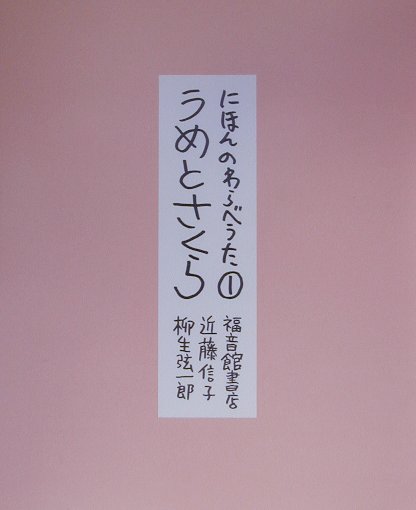 にほんのわらべうた①
うめとさくら
福音館書店
近藤信子
柳生弦一郎